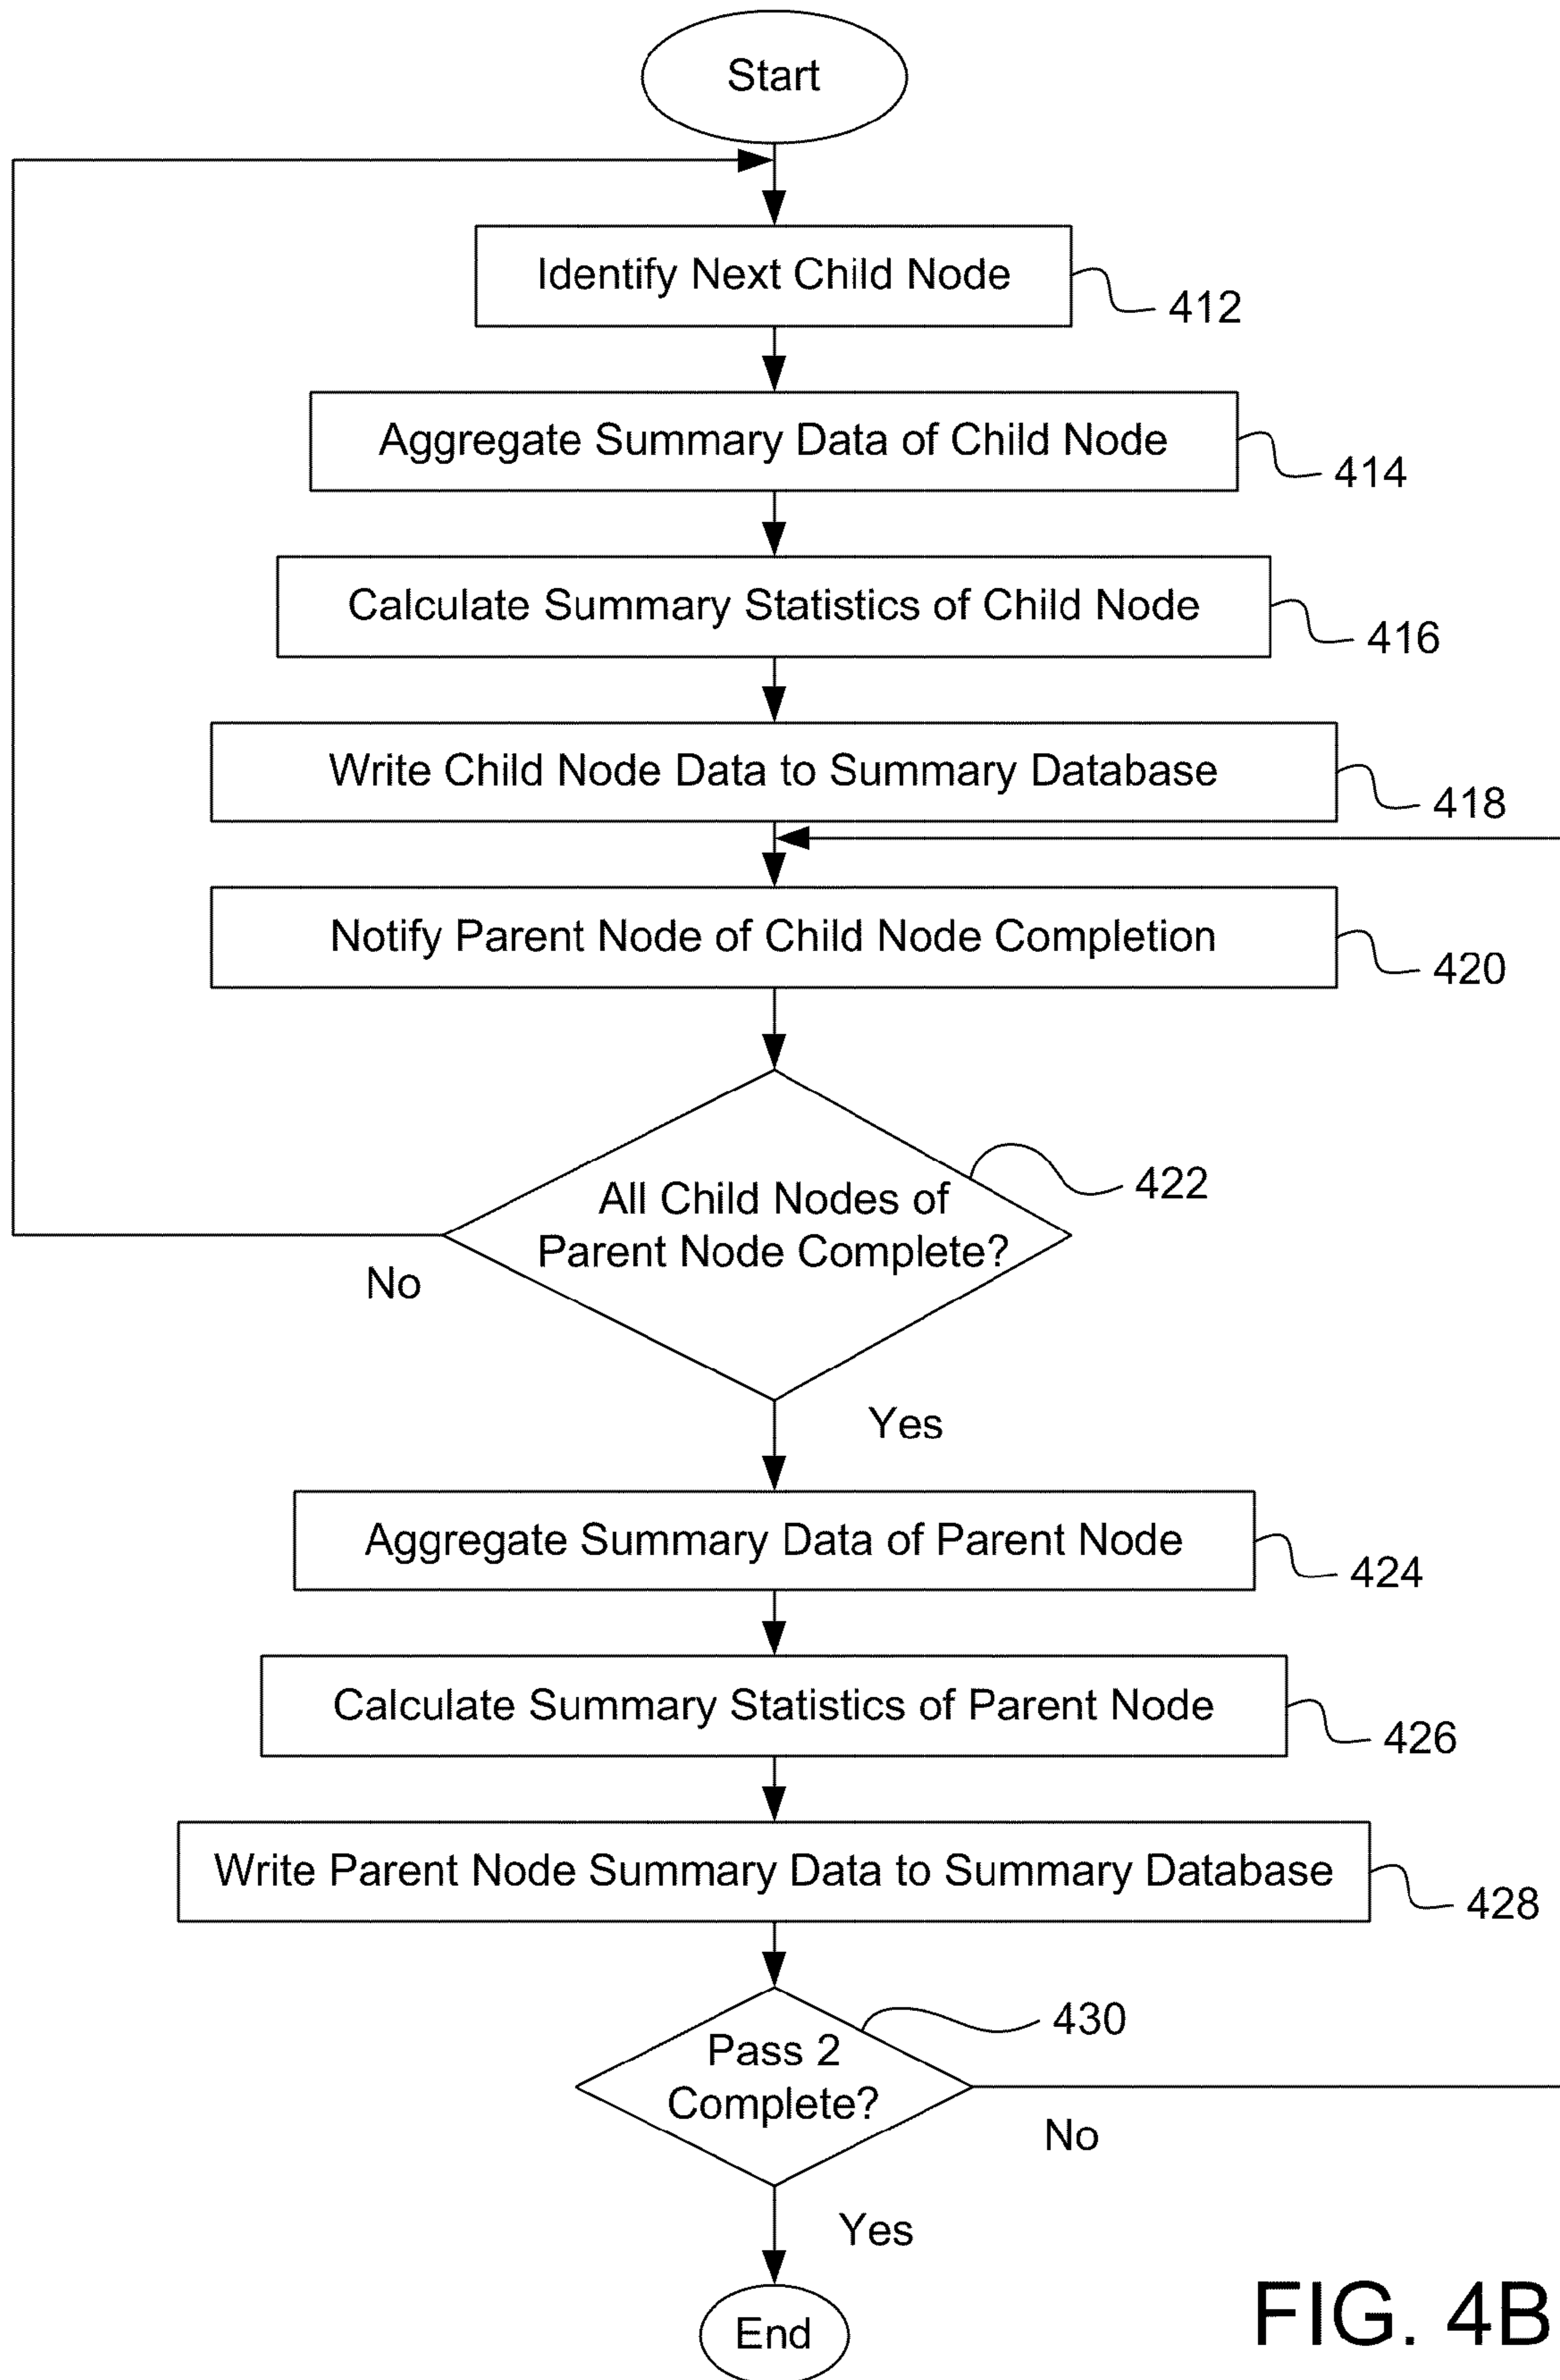 Start
Identify Next Child Node
412
Aggregate Summary Data of Child Node
414
Calculate Summary Statistics of Child Node
416
Write Child Node Data to Summary Database
418
Notify Parent Node of Child Node Completion
420
All Child Nodes of
Parent Node Complete?
422
No
Yes
Aggregate Summary Data of Parent Node
424
Calculate Summary Statistics of Parent Node
426
Write Parent Node Summary Data to Summary Database
428
Pass 2
Complete?
430
No
Yes
End
FIG. 4B